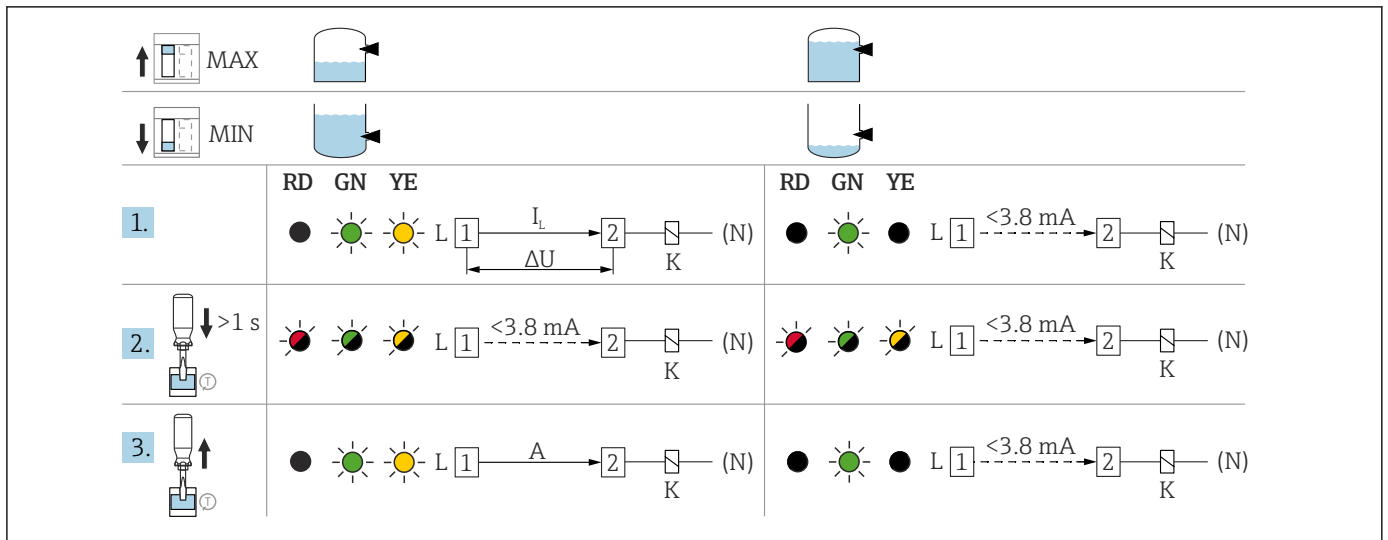 MAX
MIN
RD GN YE
RD GN YE
1.
L 1 I_L 2 (N)
ΔU
K
L 1 <3.8 mA 2 (N)
K
2.
>1 s
T
L 1 <3.8 mA 2 (N)
K
L 1 <3.8 mA 2 (N)
K
3.
T
L 1 A 2 (N)
K
L 1 <3.8 mA 2 (N)
K